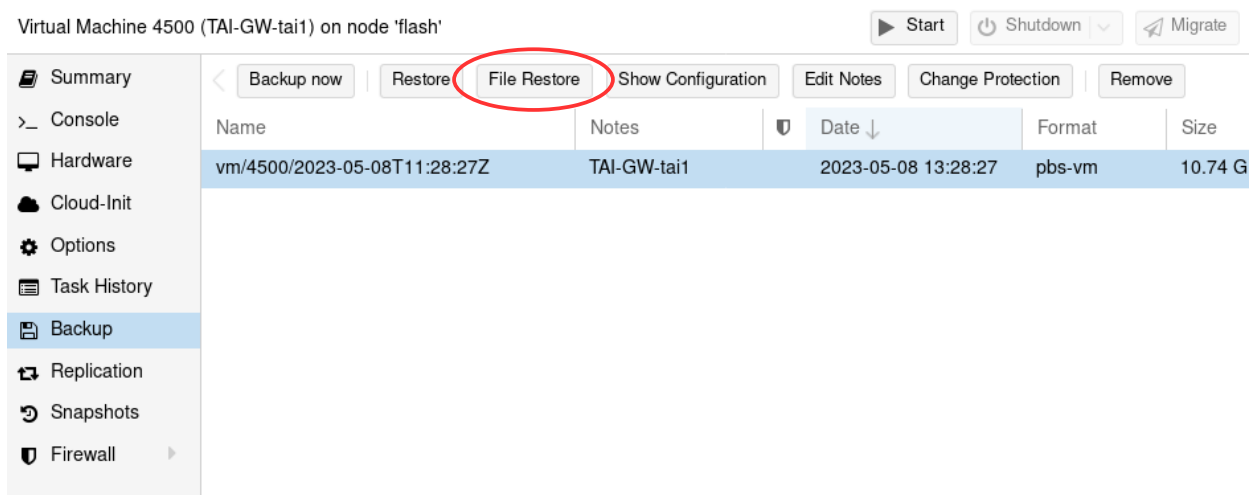 Virtual Machine 4500 (TAI-GW-tai1) on node 'flash'
Start
Shutdown
Migrate
Summary
Console
Hardware
Cloud-Init
Options
Task History
Backup
Replication
Snapshots
Firewall
Backup now
Restore
File Restore
Show Configuration
Edit Notes
Change Protection
Remove
Name Notes Date Format Size
vm/4500/2023-05-08T11:28:27Z TAI-GW-tai1 2023-05-08 13:28:27 pbs-vm 10.74 G